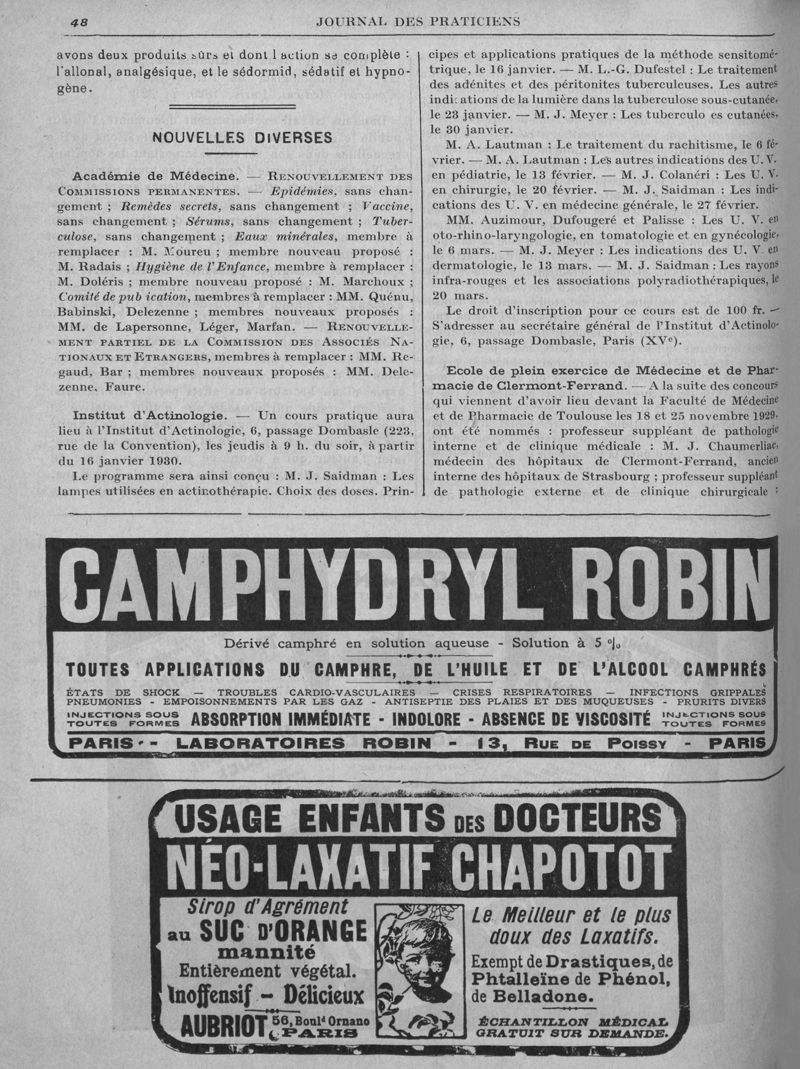 48
JOURNAL DES PRATICIENS
avons deux produits sûrs et dont l action se complète :
l'allonal, analgésique, et le sédormid, sédatif et hypno-
gène.
NOUVELLES DIVERSES
Académie de Médecine. — RENOUVELLEMENT DES
COMMISSIONS PERMANENTES. — Epidémies, sans chan-
gement ; Remèdes secrets, sans changement ; Vaccine,
sans changement ; Sérums, sans changement ; Tuber-
culose, sans changement ; Eaux minérales, membre à
remplacer : M. Moureu ; membre nouveau proposé :
M. Radais ; Hygiène de l'Enfance, membre à remplacer :
M. Doléris ; membre nouveau proposé : M. Marchoux ;
Comité de pub ication, membres à remplacer : MM. Quénu,
Babinski, Delezenne ; membres nouveaux proposés :
MM. de Lapersonne, Léger, Marfan. — RENOUVELLE-
MENT PARTIEL DE LA COMMISSION DES ASSOCIÉS NA-
TIONAUX ET ETRANGERS, membres à remplacer : MM. Re-
gaud, Bar ; membres nouveaux proposés : MM. Dele-
zenne, Faure.
Institut d'Actinologie. — Un cours pratique aura
lieu à l'Institut d'Actinologie, 6, passage Dombasle (223,
rue de la Convention), les jeudis à 9 h. du soir, à partir
du 16 janvier 1930.
Le programme sera ainsi conçu : M. J. Saidman : Les
lampes utilisées en actinothérapie. Choix des doses. Prin-
cipes et applications pratiques de la méthode sensitomé-
trique, le 16 janvier. — M. L.-G. Dufestel : Le traitement
des adénites et des péritonites tuberculeuses. Les autres
indi ations de la lumière dans la tuberculose sous-cutanée,
le 23 janvier. — M. J. Meyer : Les tuberculo es cutanées,
le 30 janvier.
M. A. Lautman : Le traitement du rachitisme, le 6 fé-
vrier. — M. A. Lautman : Les autres indications des U. V.
en pédiatrie, le 13 février. — M. J. Colanéri : Les U. V.
en chirurgie, le 20 février. — M. J. Saidman : Les indi-
cations des U. V. en médecine générale, le 27 février.
MM. Auzimour, Dufougeré et Palisse : Les U. V. en
oto-rhino-laryngologie, en tomatologie et en gynécologie,
le 6 mars. — M. J. Meyer : Les indications des U. V. en
dermatologie, le 13 mars. — M. J. Saidman : Les rayons
infra-rouges et les associations polyradiothérapiques, le
20 mars.
Le droit d'inscription pour ce cours est de 100 fr. —
S'adresser au secrétaire général de l'Institut d'Actinolo-
gie, 6, passage Dombasle, Paris (XVe).
Ecole de plein exercice de Médecine et de Phar-
macie de Clermont-Ferrand. — A la suite des concours
qui viennent d'avoir lieu devant la Faculté de Médecine
et de Pharmacie de Toulouse les 18 et 25 novembre 1929,
ont été nommés : professeur suppléant de pathologie
interne et de clinique médicale : M. J. Chaumerliac,
médecin des hôpitaux de Clermont-Ferrand, ancien
interne des hôpitaux de Strasbourg ; professeur suppléant
de pathologie externe et de clinique chirurgicale :
CAMPHYDRYL ROBIN
Dérivé camphré en solution aqueuse - Solution à 5 %
TOUTES APPLICATIONS DU CAMPHRE, DE L'HUILE ET DE L'ALCOOL CAMPHRÉS
ÉTATS DE SHOCK — TROUBLES CARDIO-VASCULAIRES — CRISES RESPIRATOIRES — INFECTIONS GRIPPALES
PNEUMONIES - EMPOISONNEMENTS PAR LES GAZ - ANTISEPTIE DES PLAIES ET DES MUQUEUSES - PRURITS DIVERS
INJECTIONS SOUS TOUTES FORMES ABSORPTION IMMÉDIATE - INDOLORE - ABSENCE DE VISCOSITÉ INJECTIONS SOUS TOUTES FORMES
PARIS - LABORATOIRES ROBIN - 13, RUE DE POISSY - PARIS
USAGE ENFANTS DES DOCTEURS
NÉO-LAXATIF CHAPOTOT
Sirop d'Agrément
au SUC D'ORANGE
mannité
Entièrement végétal.
Inoffensif - Délicieux
AUBRIOT 56, Boulд Ornano
PARIS
Le Meilleur et le plus
doux des Laxatifs.
Exempt de Drastiques, de
Phtalleïne de Phénol,
de Belladone.
ÉCHANTILLON MÉDICAL
GRATUIT SUR DEMANDE.